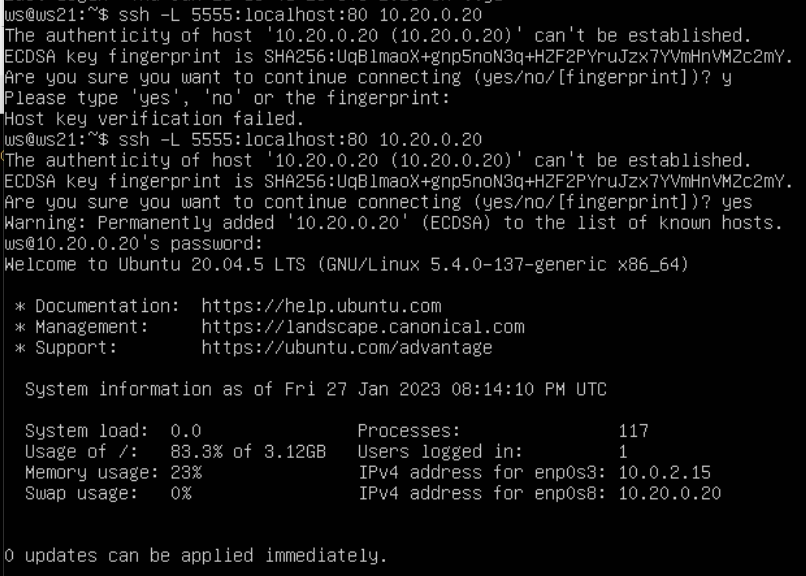 ws@ws21:~$ ssh -L 5555:localhost:80 10.20.0.20
The authenticity of host '10.20.0.20 (10.20.0.20)' can't be established.
ECDSA key fingerprint is SHA256:UqBlmaoX+gnp5noN3q+HZF2PYruJzx7YVmHnVMZc2mY.
Are you sure you want to continue connecting (yes/no/[fingerprint])? y
Please type 'yes', 'no' or the fingerprint:
Host key verification failed.
ws@ws21:~$ ssh -L 5555:localhost:80 10.20.0.20
The authenticity of host '10.20.0.20 (10.20.0.20)' can't be established.
ECDSA key fingerprint is SHA256:UqBlmaoX+gnp5noN3q+HZF2PYruJzx7YVmHnVMZc2mY.
Are you sure you want to continue connecting (yes/no/[fingerprint])? yes
Warning: Permanently added '10.20.0.20' (ECDSA) to the list of known hosts.
ws@10.20.0.20's password:
Welcome to Ubuntu 20.04.5 LTS (GNU/Linux 5.4.0-137-generic x86_64)
* Documentation:  https://help.ubuntu.com
* Management:     https://landscape.canonical.com
* Support:        https://ubuntu.com/advantage
System information as of Fri 27 Jan 2023 08:14:10 PM UTC
System load:  0.0                Processes:               117
Usage of /:   83.3% of 3.12GB   Users logged in:         1
Memory usage: 23%               IPv4 address for enp0s3: 10.0.2.15
Swap usage:   0%                IPv4 address for enp0s8: 10.20.0.20
0 updates can be applied immediately.